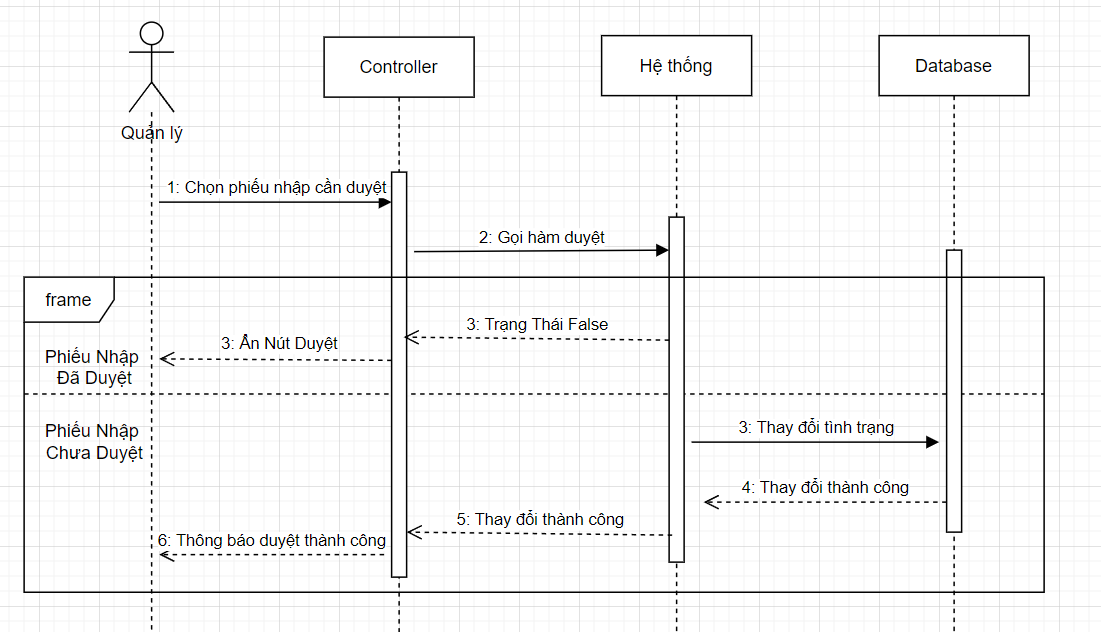 Quản lý
Controller
Hệ thống
Database
1: Chọn phiếu nhập cần duyệt
2: Gọi hàm duyệt
frame
3: Trạng Thái False
3: Ẩn Nút Duyệt
Phiếu Nhập
Đã Duyệt
Phiếu Nhập
Chưa Duyệt
3: Thay đổi tình trạng
4: Thay đổi thành công
5: Thay đổi thành công
6: Thông báo duyệt thành công